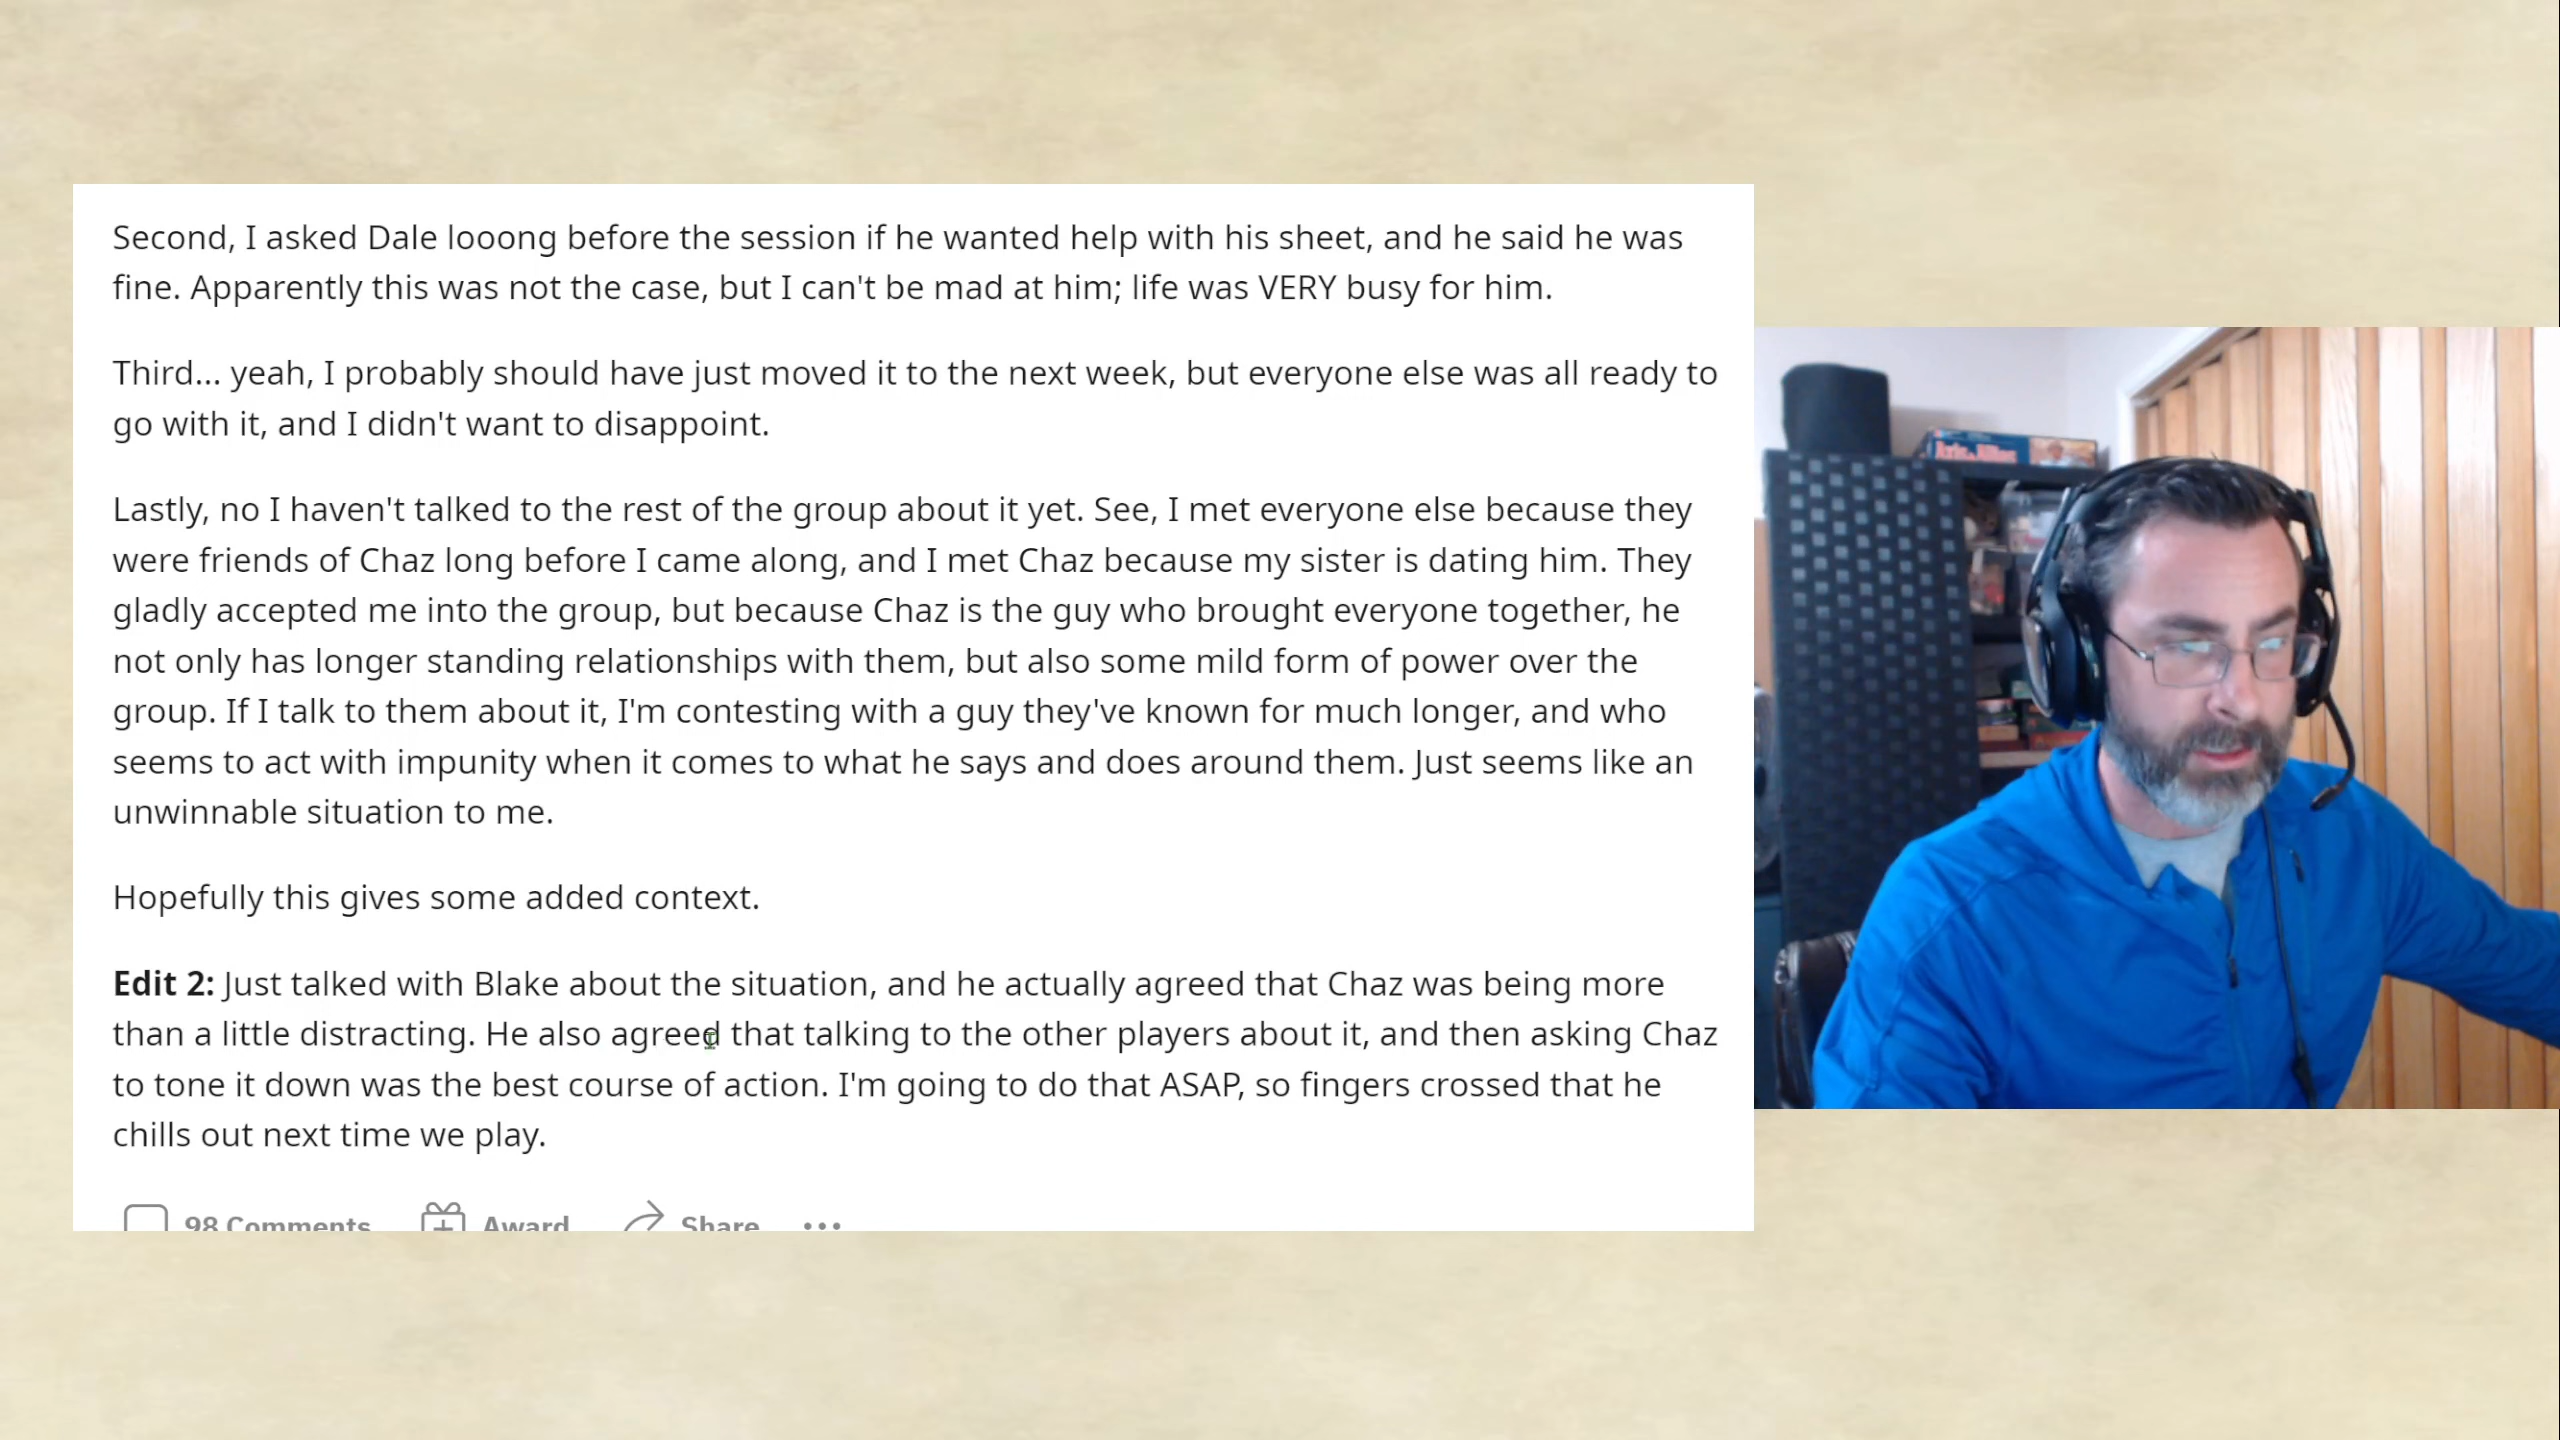 Second, I asked Dale looong before the session if he wanted help with his sheet, and he said he was
fine. Apparently this was not the case, but I can't be mad at him; life was VERY busy for him.
Third... yeah, I probably should have just moved it to the next week, but everyone else was all ready to
go with it, and I didn't want to disappoint.
Lastly, no I haven't talked to the rest of the group about it yet. See, I met everyone else because they
were friends of Chaz long before I came along, and I met Chaz because my sister is dating him. They
gladly accepted me into the group, but because Chaz is the guy who brought everyone together, he
not only has longer standing relationships with them, but also some mild form of power over the
group. If I talk to them about it, I'm contesting with a guy they've known for much longer, and who
seems to act with impunity when it comes to what he says and does around them. Just seems like an
unwinnable situation to me.
Hopefully this gives some added context.
Edit 2: Just talked with Blake about the situation, and he actually agreed that Chaz was being more
than a little distracting. He also agreed that talking to the other players about it, and then asking Chaz
to tone it down was the best course of action. I'm going to do that ASAP, so fingers crossed that he
chills out next time we play.
98 Comments Award Share
Axis & Allies